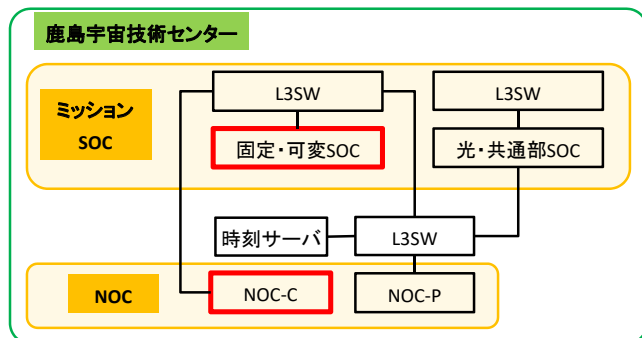 鹿島宇宙技術センター
ミッション
SOC
L3SW
L3SW
固定・可変SOC
光・共通部SOC
時刻サーバ
L3SW
NOC
NOC-C
NOC-P